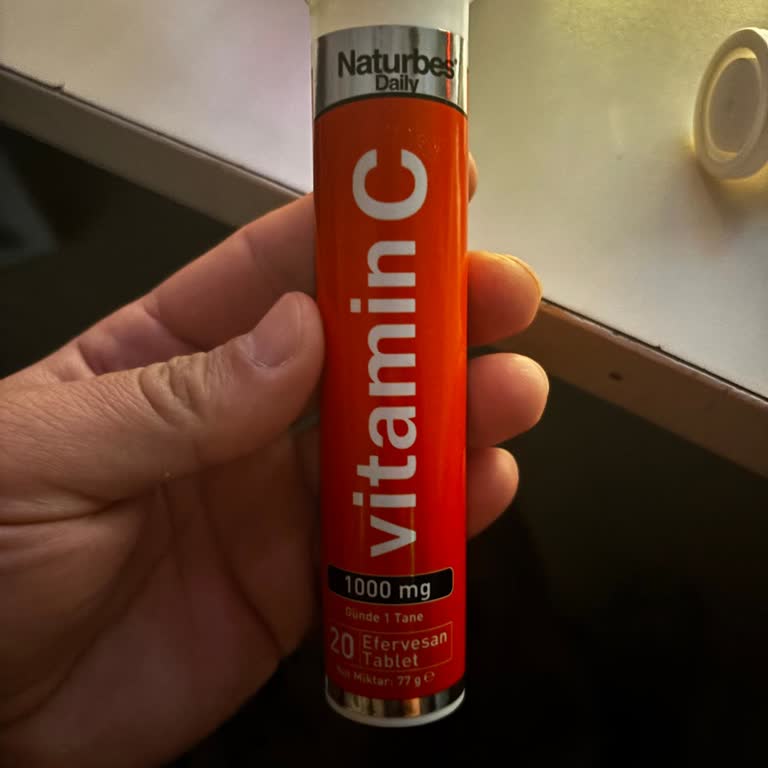 Naturbes
Daily
vitamin C
1000 mg
Günde 1 Tane
20 Efervesan
Tablet
Net Miktar: 77 g ℮